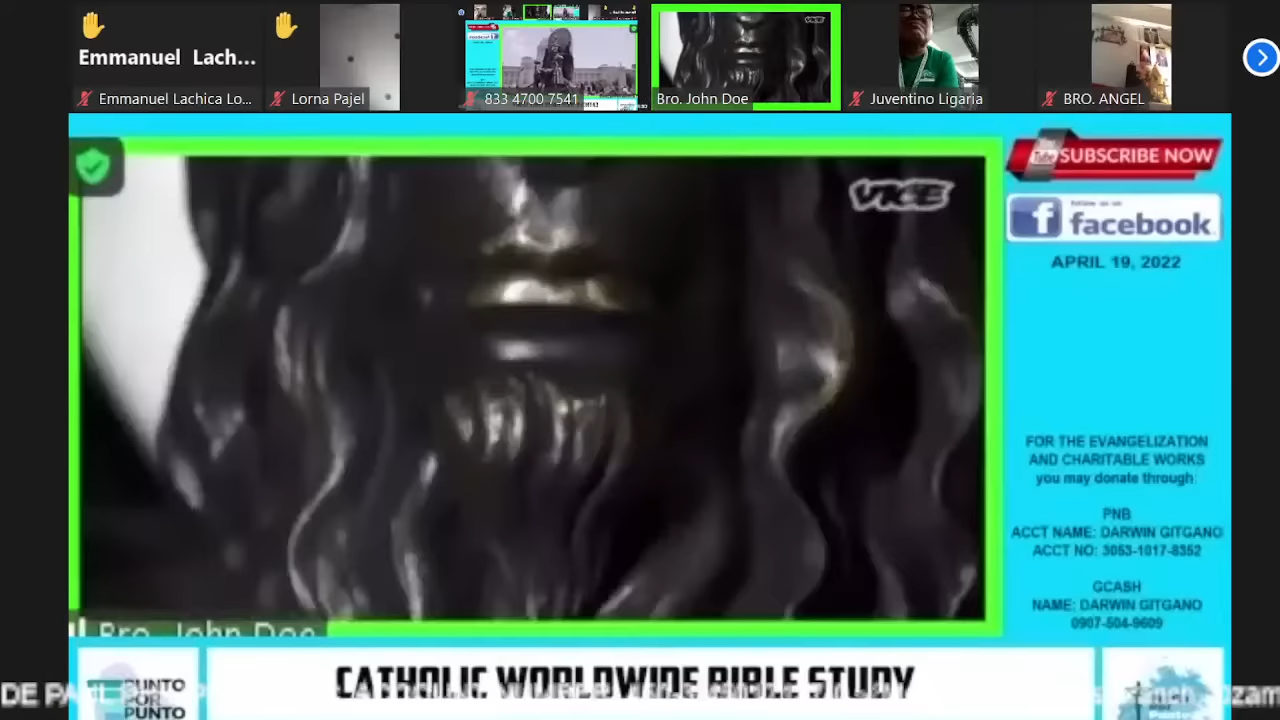 Emmanuel Lach...
Emmanuel Lachica Lo...
Lorna Pajel
833 4700 7541
Bro. John Doe
Juventino Ligaria
BRO. ANGEL
VICE
SUBSCRIBE NOW
follow us on
facebook
APRIL 19, 2022
FOR THE EVANGELIZATION
AND CHARITABLE WORKS
you may donate through:
PNB
ACCT NAME: DARWIN GITGANO
ACCT NO: 3053-1017-8352
GCASH
NAME: DARWIN GITGANO
0907-504-9609
Bro. John Doe
PUNTO
POR
PUNTO
CATHOLIC WORLDWIDE BIBLE STUDY